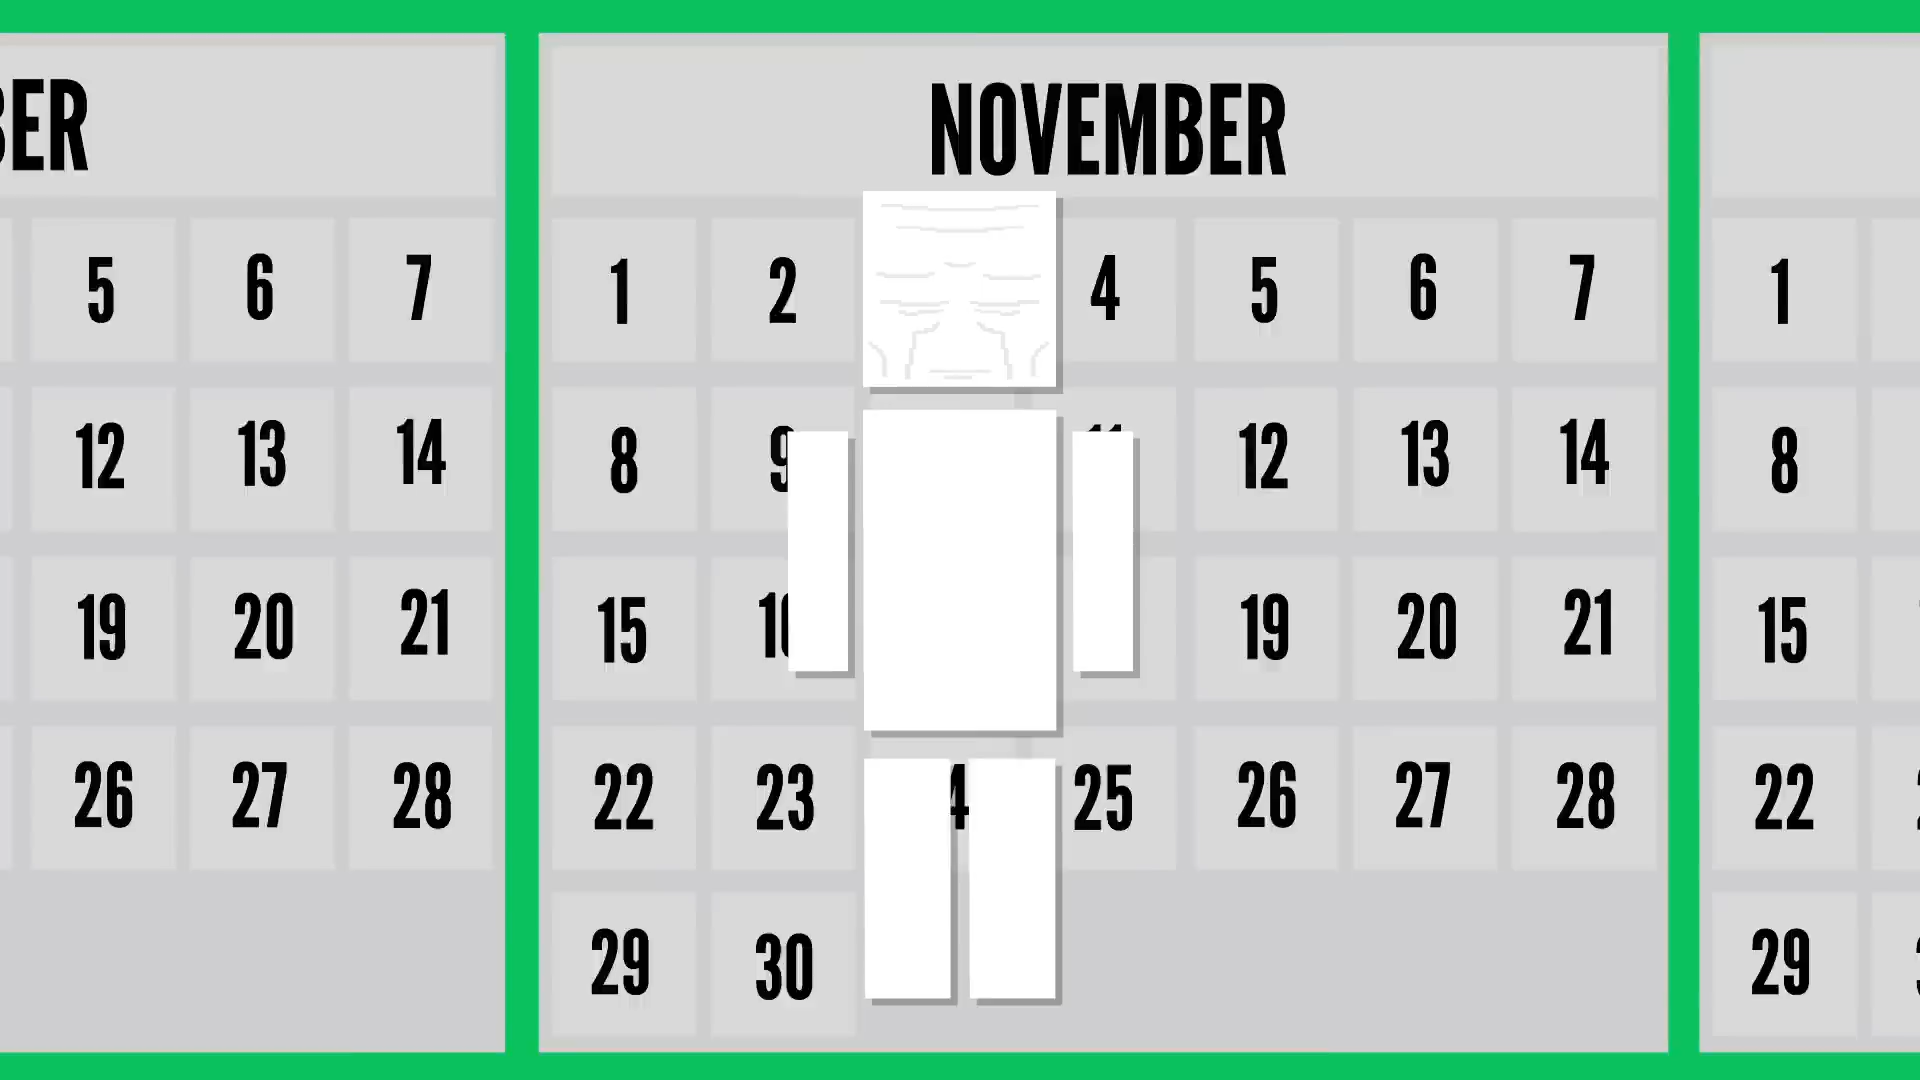 BER
5 6 7
12 13 14
19 20 21
26 27 28
NOVEMBER
1 2 4 5 6 7
8 9 12 13 14
15 19 20 21
22 23 25 26 27 28
29 30
1
8
15
22
29